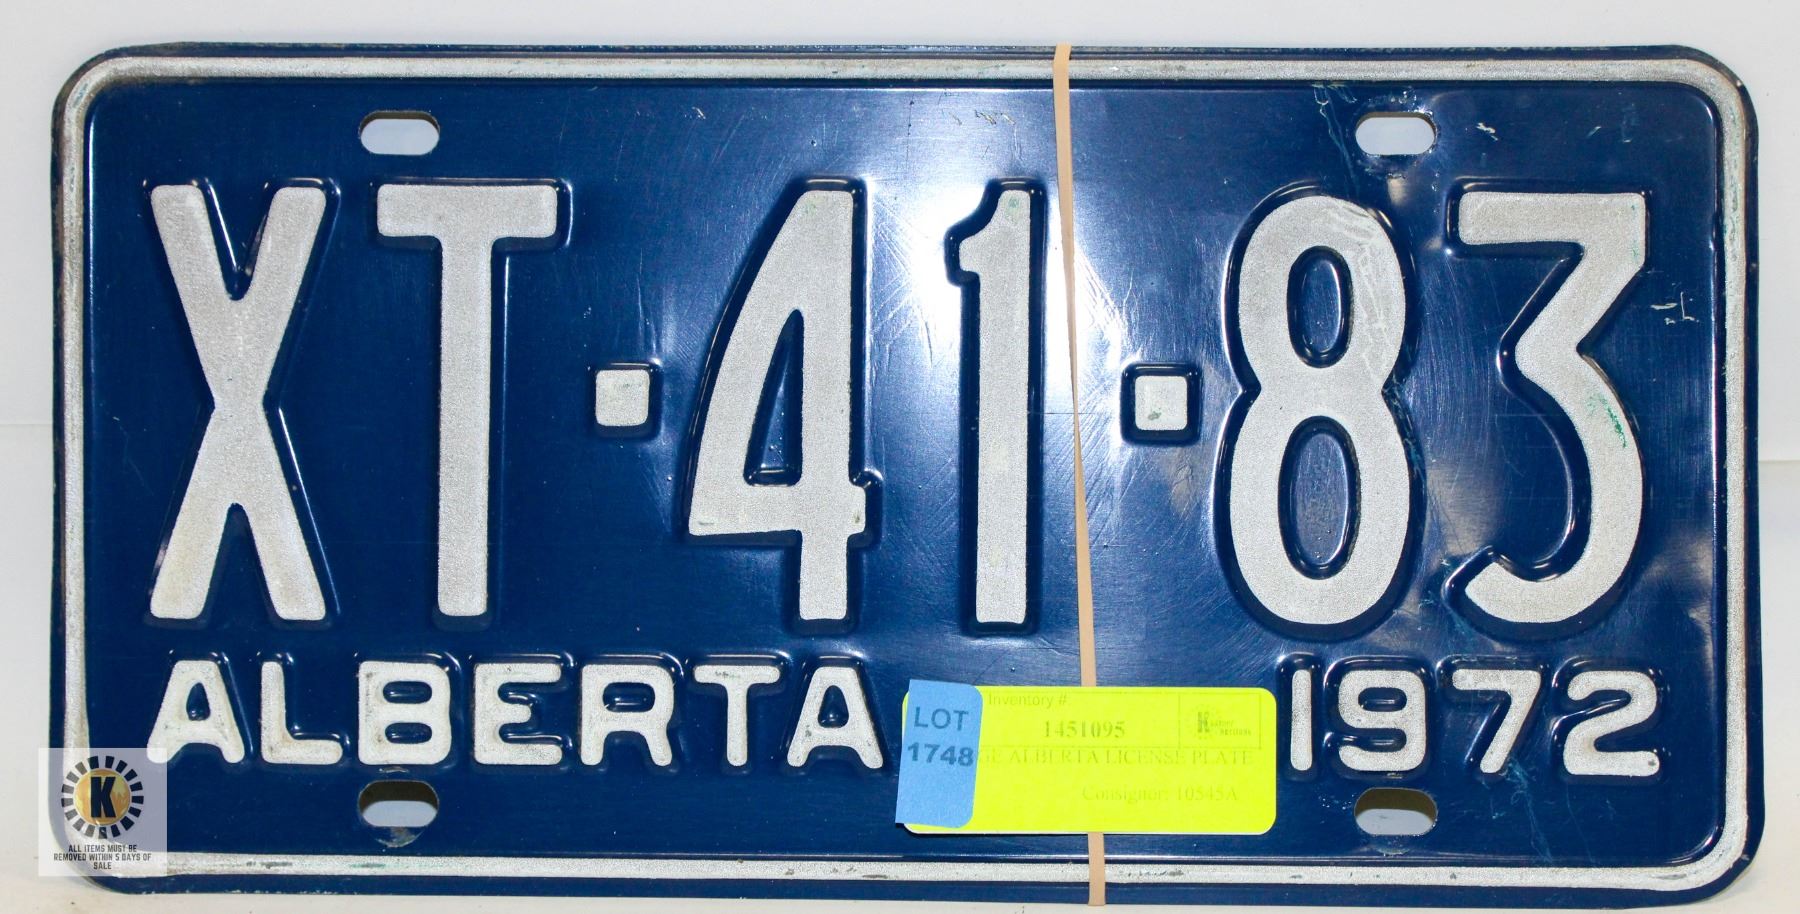 XT·41·83
ALBERTA 1972
LOT
1748
Inventory #:
1451095
GE ALBERTA LICENSE PLATE
Consignor: 10545A
K
ALL ITEMS MUST BE
REMOVED WITHIN 5 DAYS OF
SALE